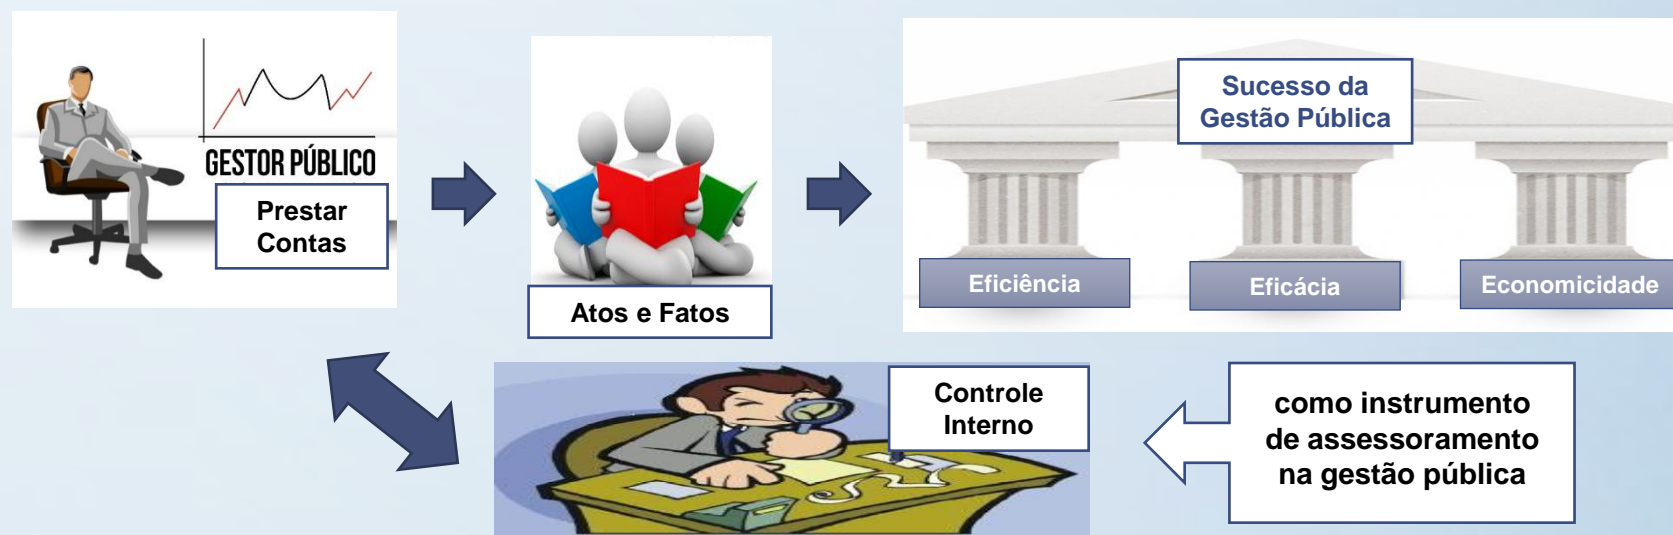 GESTOR PÚBLICO
Prestar
Contas
Atos e Fatos
Sucesso da
Gestão Pública
Eficiência
Eficácia
Economicidade
Controle
Interno
como instrumento
de assessoramento
na gestão pública